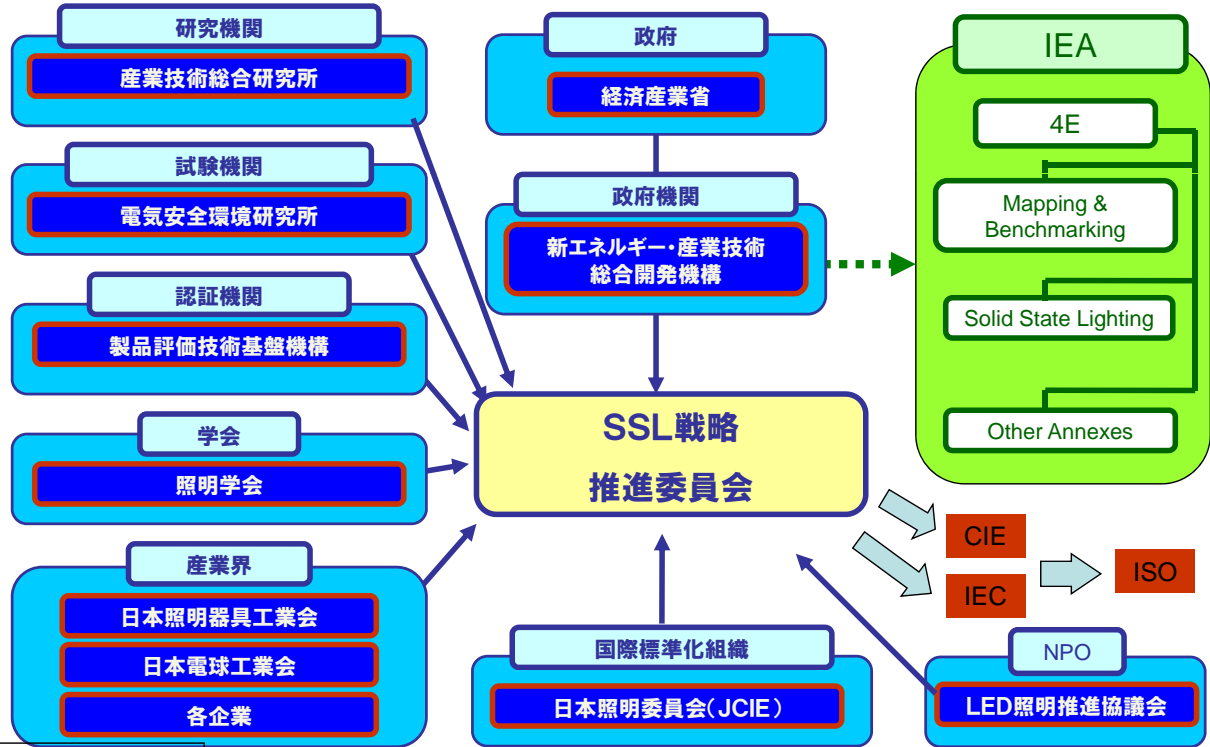 研究機関
産業技術総合研究所
試験機関
電気安全環境研究所
認証機関
製品評価技術基盤機構
学会
照明学会
産業界
日本照明器具工業会
日本電球工業会
各企業
政府
経済産業省
政府機関
新エネルギー・産業技術
総合開発機構
SSL戦略
推進委員会
国際標準化組織
日本照明委員会(JCIE)
IEA
4E
Mapping &
Benchmarking
Solid State Lighting
Other Annexes
CIE
IEC
ISO
NPO
LED照明推進協議会